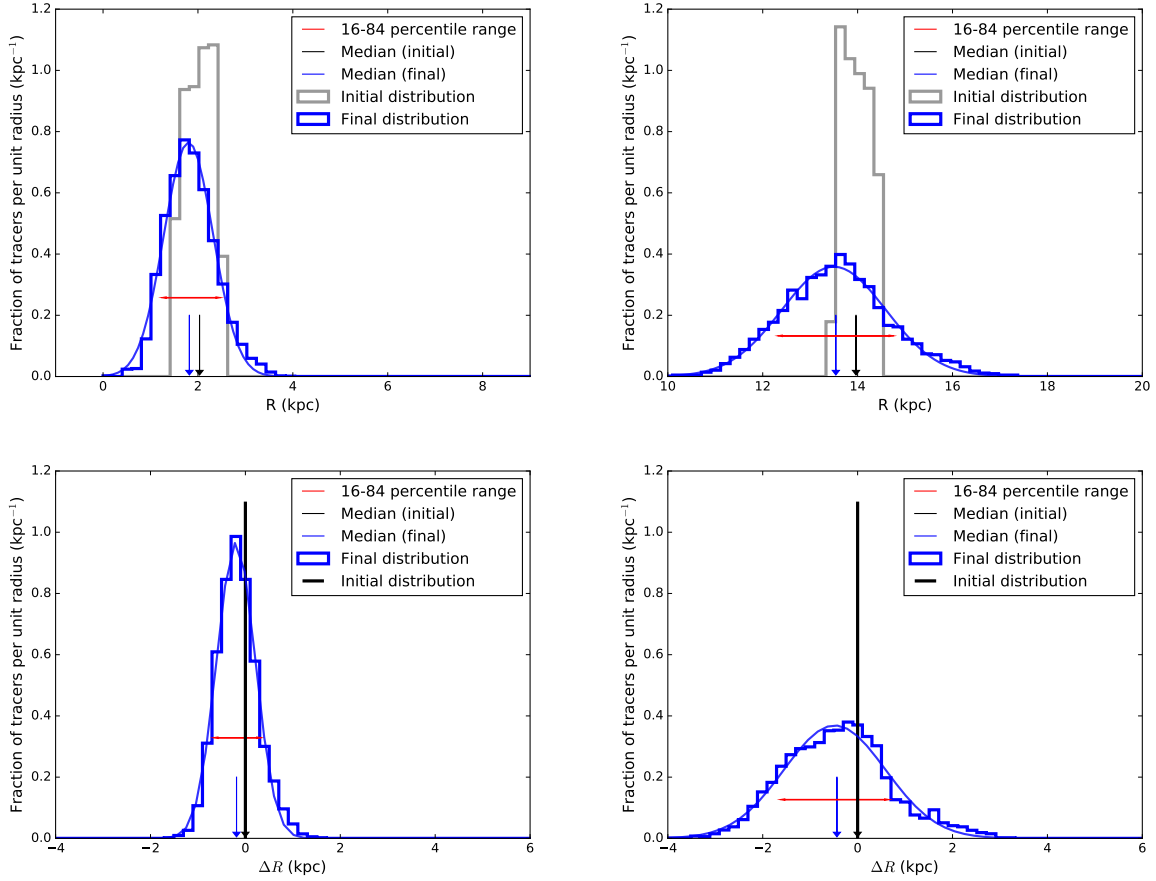 1.2
1.0
0.8
0.6
0.4
0.2
0.0
Fraction of tracers per unit radius (kpc⁻¹)
16-84 percentile range
Median (initial)
Median (final)
Initial distribution
Final distribution
0 2 4 6 8
R (kpc)
1.2
1.0
0.8
0.6
0.4
0.2
0.0
Fraction of tracers per unit radius (kpc⁻¹)
16-84 percentile range
Median (initial)
Median (final)
Initial distribution
Final distribution
10 12 14 16 18 20
R (kpc)
1.2
1.0
0.8
0.6
0.4
0.2
0.0
Fraction of tracers per unit radius (kpc⁻¹)
16-84 percentile range
Median (initial)
Median (final)
Final distribution
Initial distribution
−4 −2 0 2 4 6
ΔR (kpc)
1.2
1.0
0.8
0.6
0.4
0.2
0.0
Fraction of tracers per unit radius (kpc⁻¹)
16-84 percentile range
Median (initial)
Median (final)
Final distribution
Initial distribution
−4 −2 0 2 4 6
ΔR (kpc)